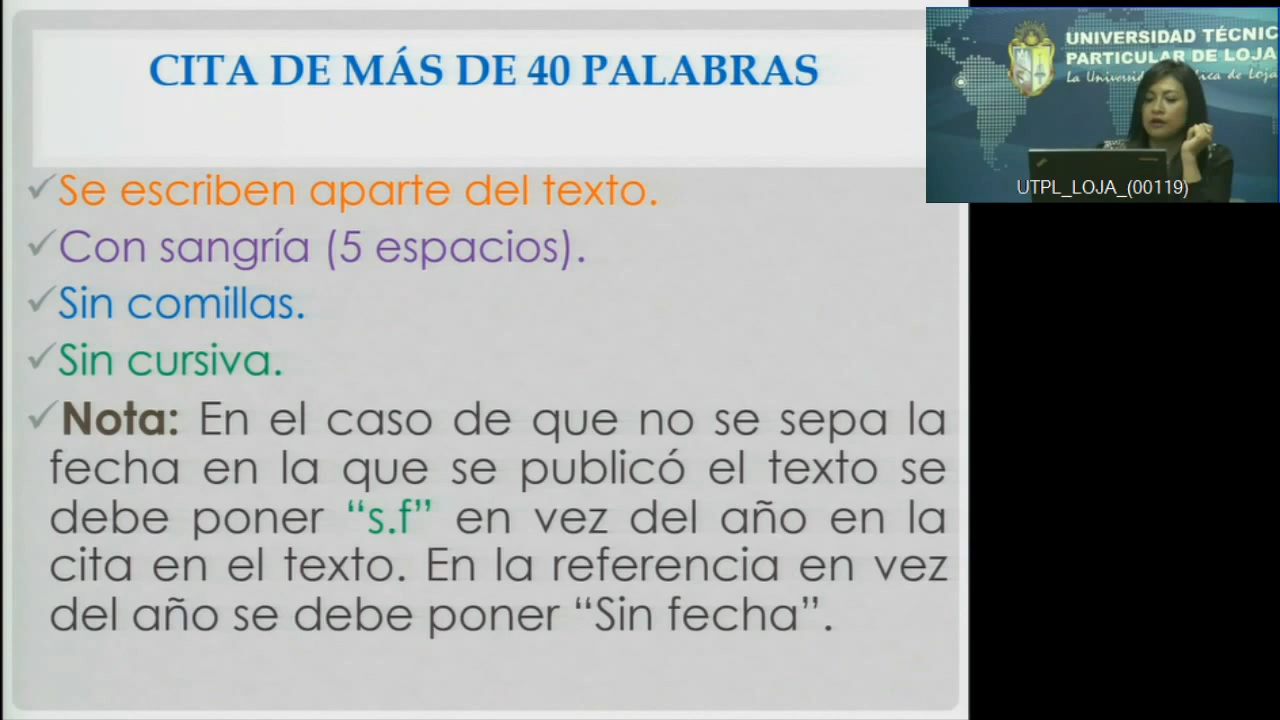 CITA DE MÁS DE 40 PALABRAS
Se escriben aparte del texto.
Con sangría (5 espacios).
Sin comillas.
Sin cursiva.
Nota: En el caso de que no se sepa la
fecha en la que se publicó el texto se
debe poner “s.f” en vez del año en la
cita en el texto. En la referencia en vez
del año se debe poner “Sin fecha”.
UNIVERSIDAD TÉCNIC
PARTICULAR DE LOJA
La de Loja
UTPL_LOJA_(00119)